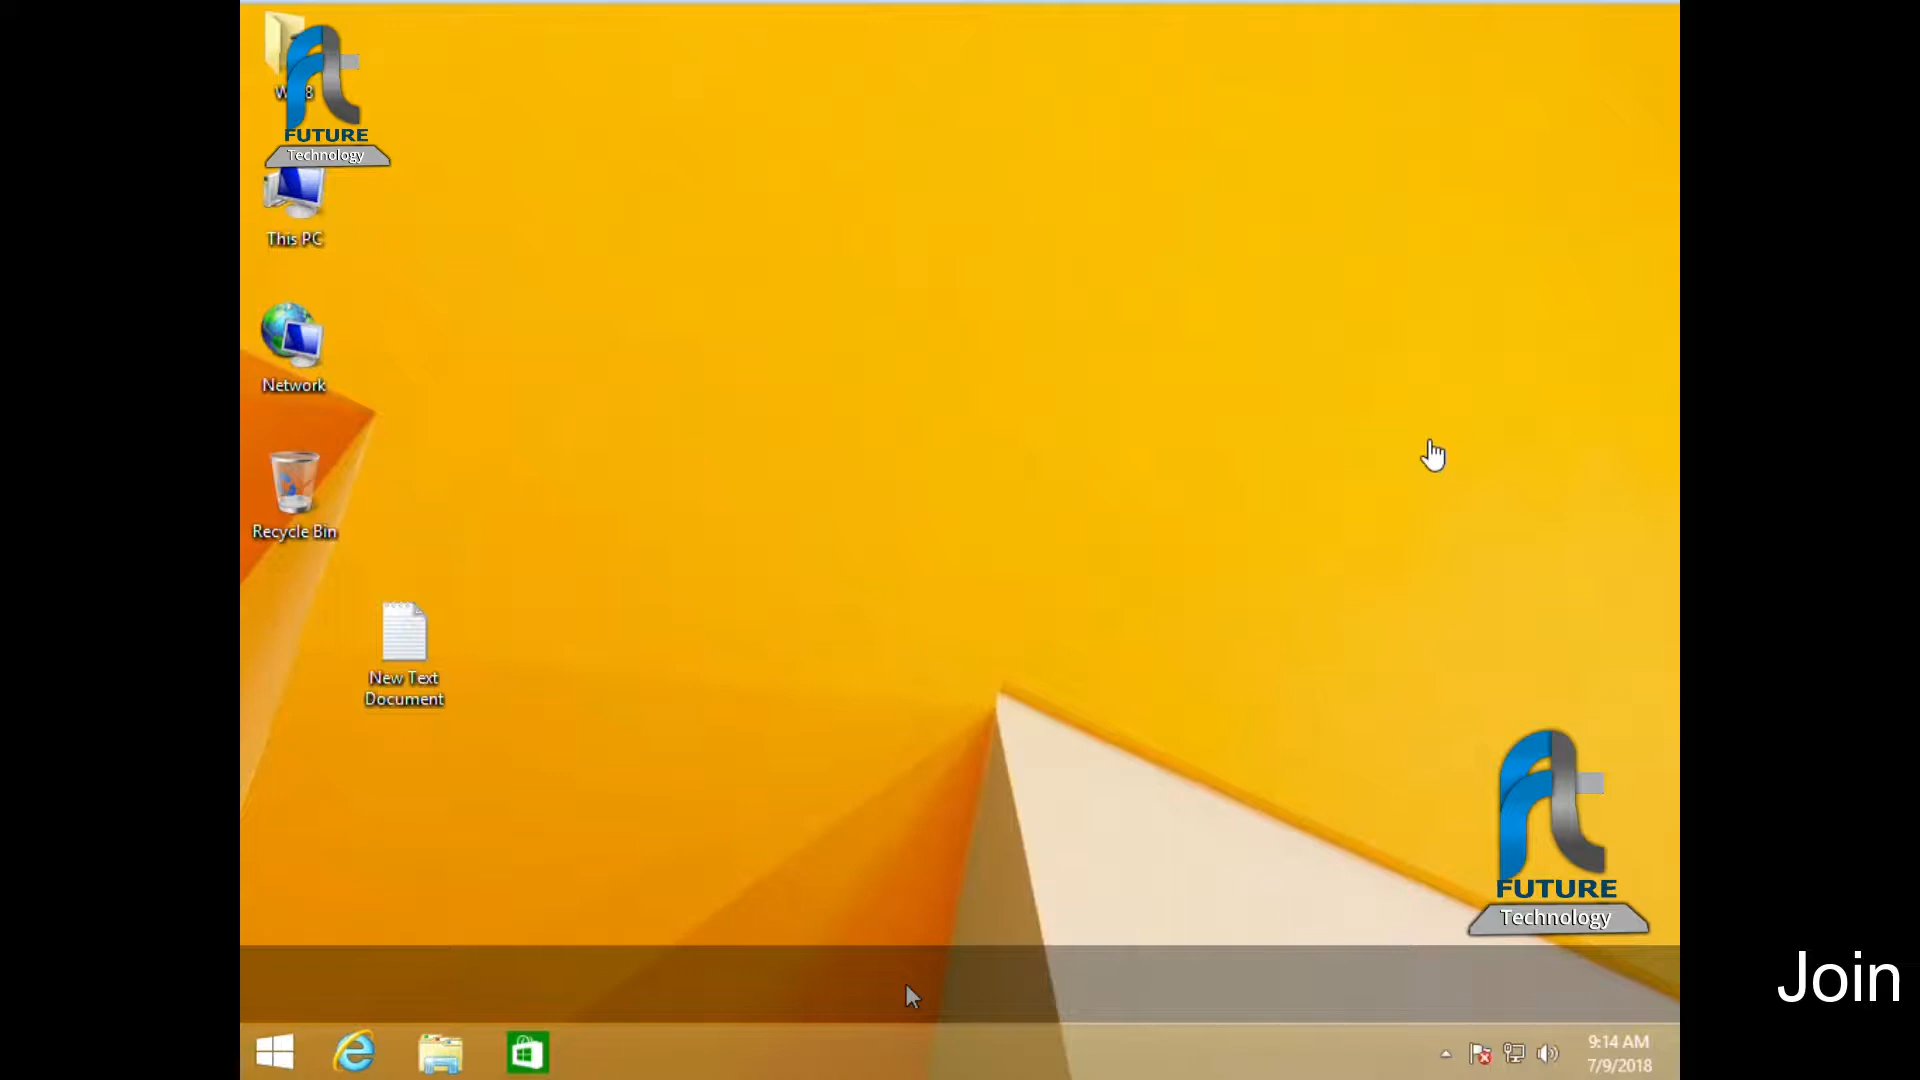 FUTURE
Technology
This PC
Network
Recycle Bin
New Text
Document
FUTURE
Technology
Join
9:14 AM
7/9/2018